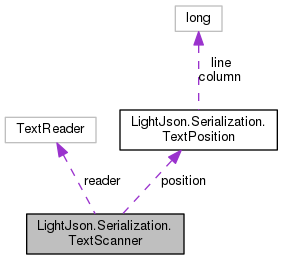 long
line
column
TextReader
LightJson.Serialization.
TextPosition
reader
position
LightJson.Serialization.
TextScanner